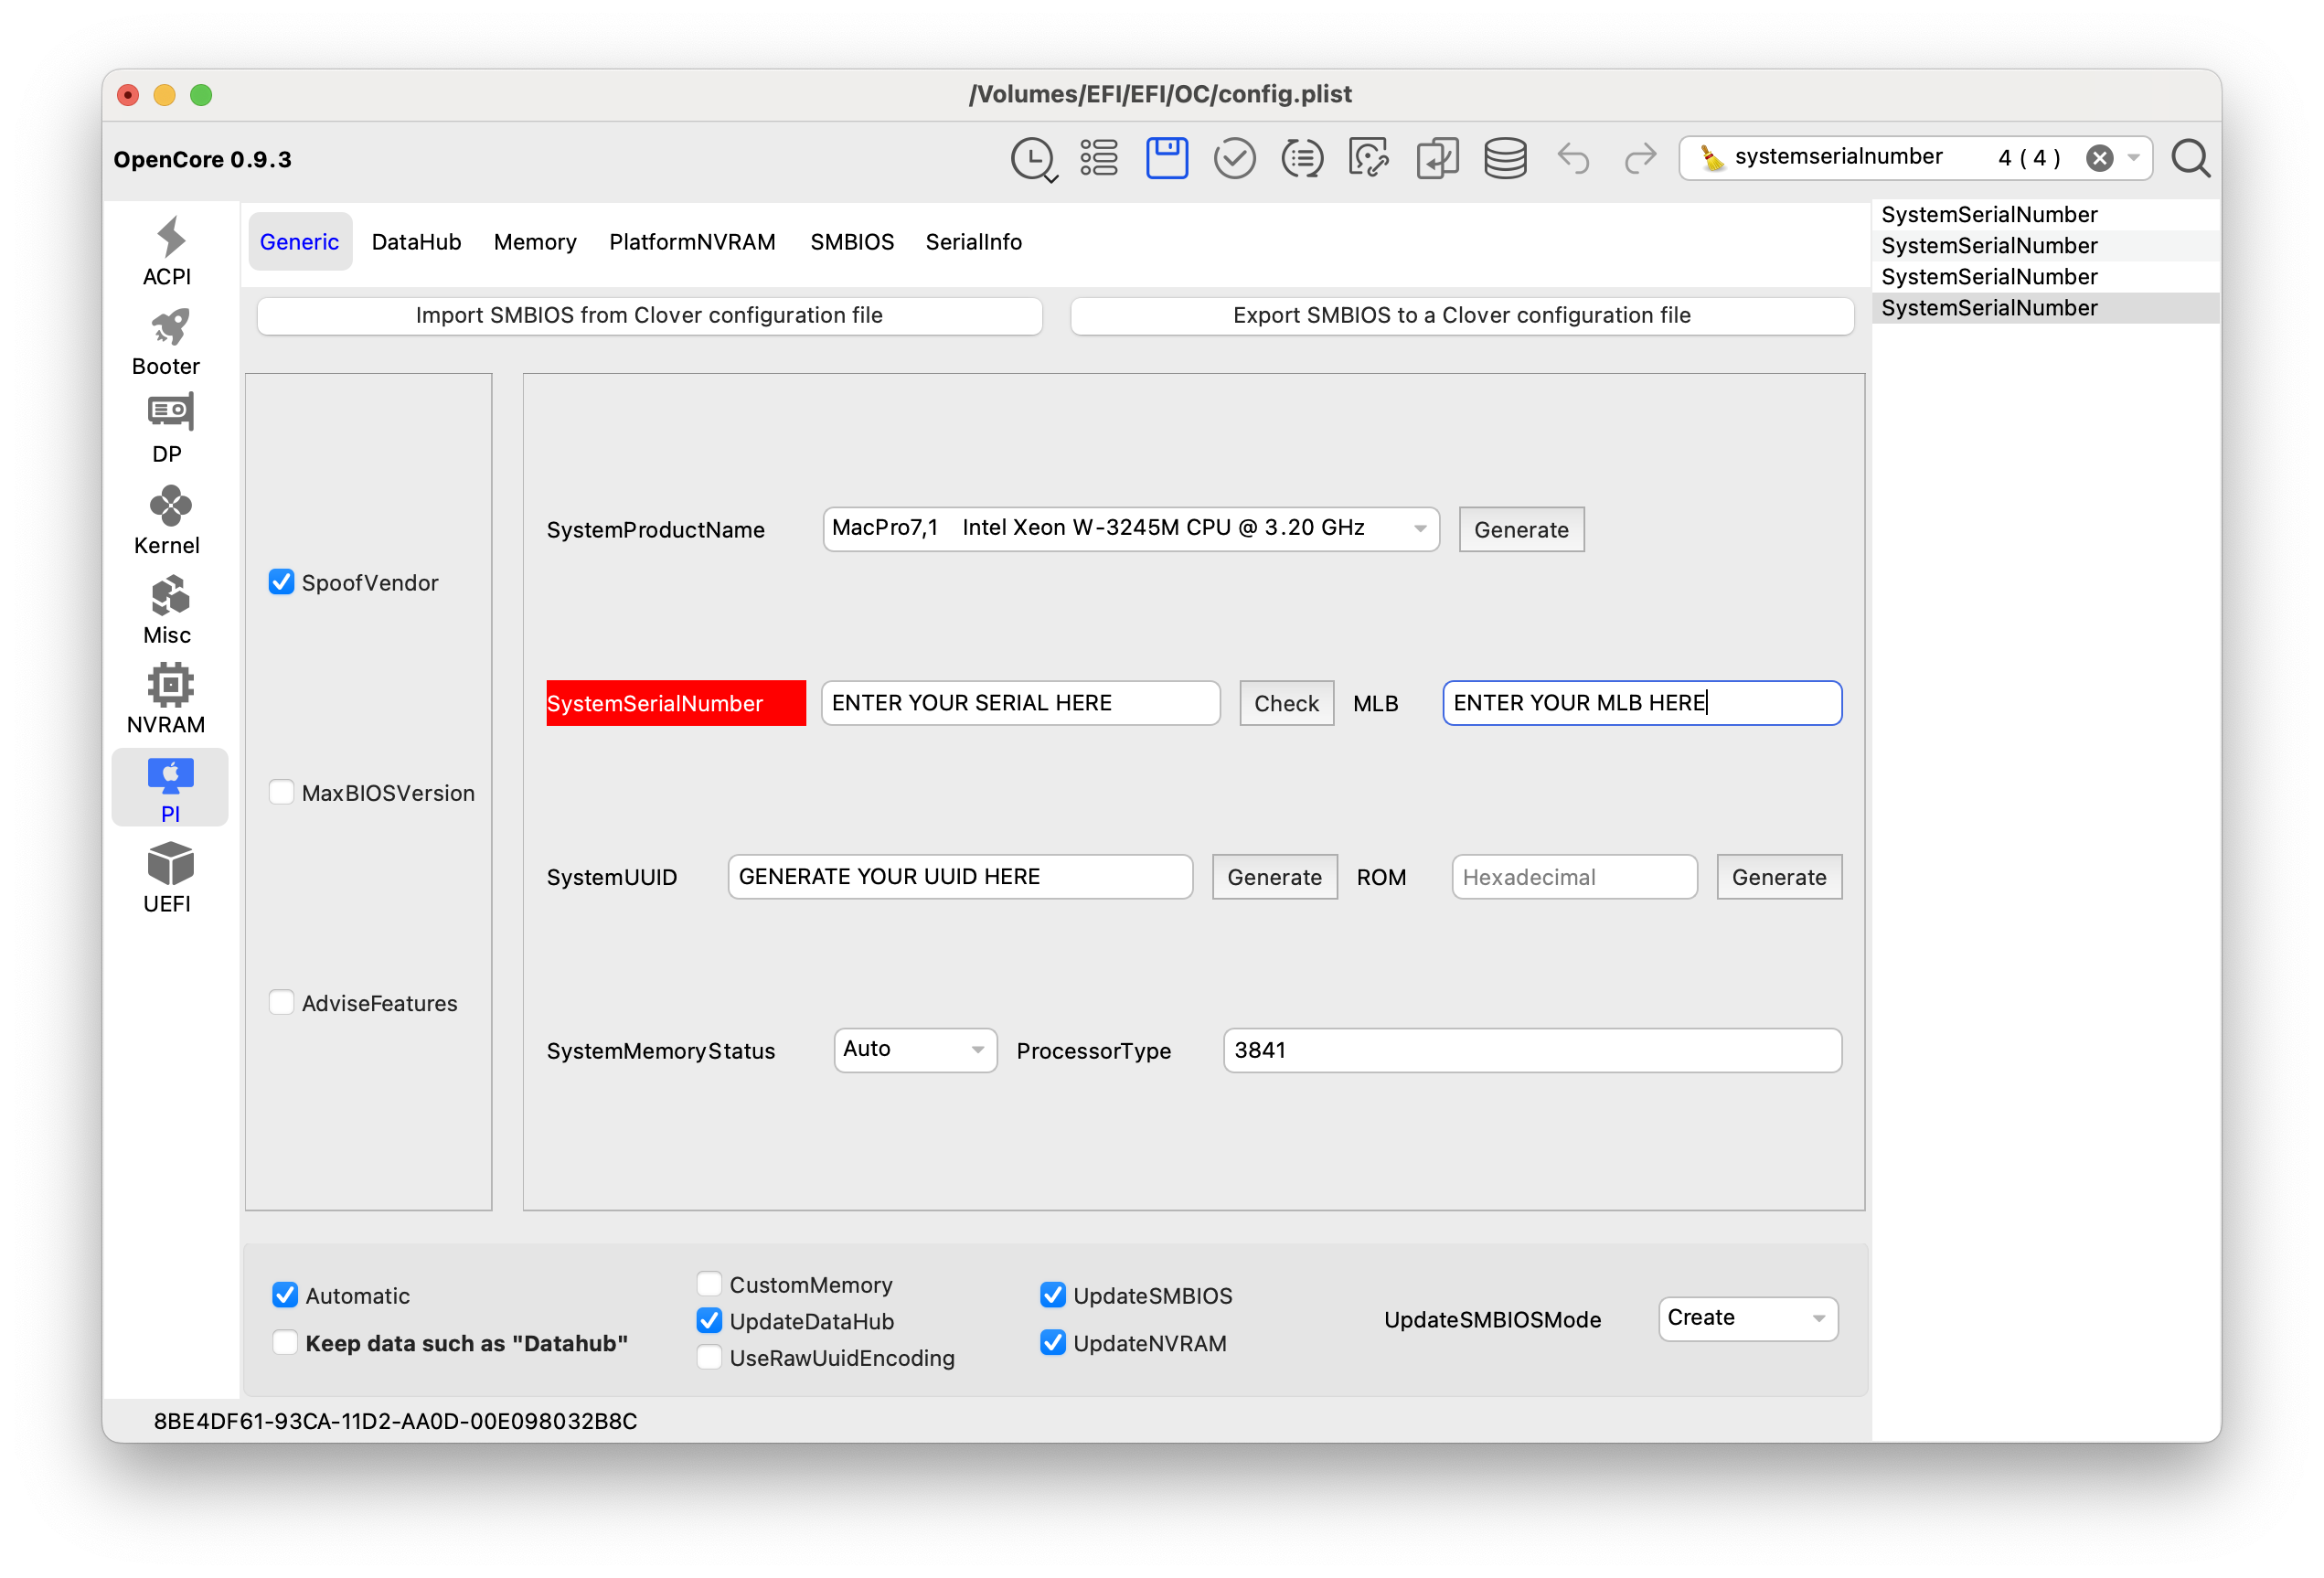 /Volumes/EFI/EFI/OC/config.plist
OpenCore 0.9.3
systemserialnumber 4 ( 4 )
ACPI
Booter
DP
Kernel
Misc
NVRAM
PI
UEFI
Generic DataHub Memory PlatformNVRAM SMBIOS SerialInfo
Import SMBIOS from Clover configuration file Export SMBIOS to a Clover configuration file
SpoofVendor
MaxBIOSVersion
AdviseFeatures
SystemProductName MacPro7,1 Intel Xeon W-3245M CPU @ 3.20 GHz Generate
SystemSerialNumber ENTER YOUR SERIAL HERE Check MLB ENTER YOUR MLB HERE
SystemUUID GENERATE YOUR UUID HERE Generate ROM Hexadecimal Generate
SystemMemoryStatus Auto ProcessorType 3841
Automatic
Keep data such as "Datahub"
CustomMemory
UpdateDataHub
UseRawUuidEncoding
UpdateSMBIOS
UpdateNVRAM
UpdateSMBIOSMode Create
8BE4DF61-93CA-11D2-AA0D-00E098032B8C
SystemSerialNumber
SystemSerialNumber
SystemSerialNumber
SystemSerialNumber